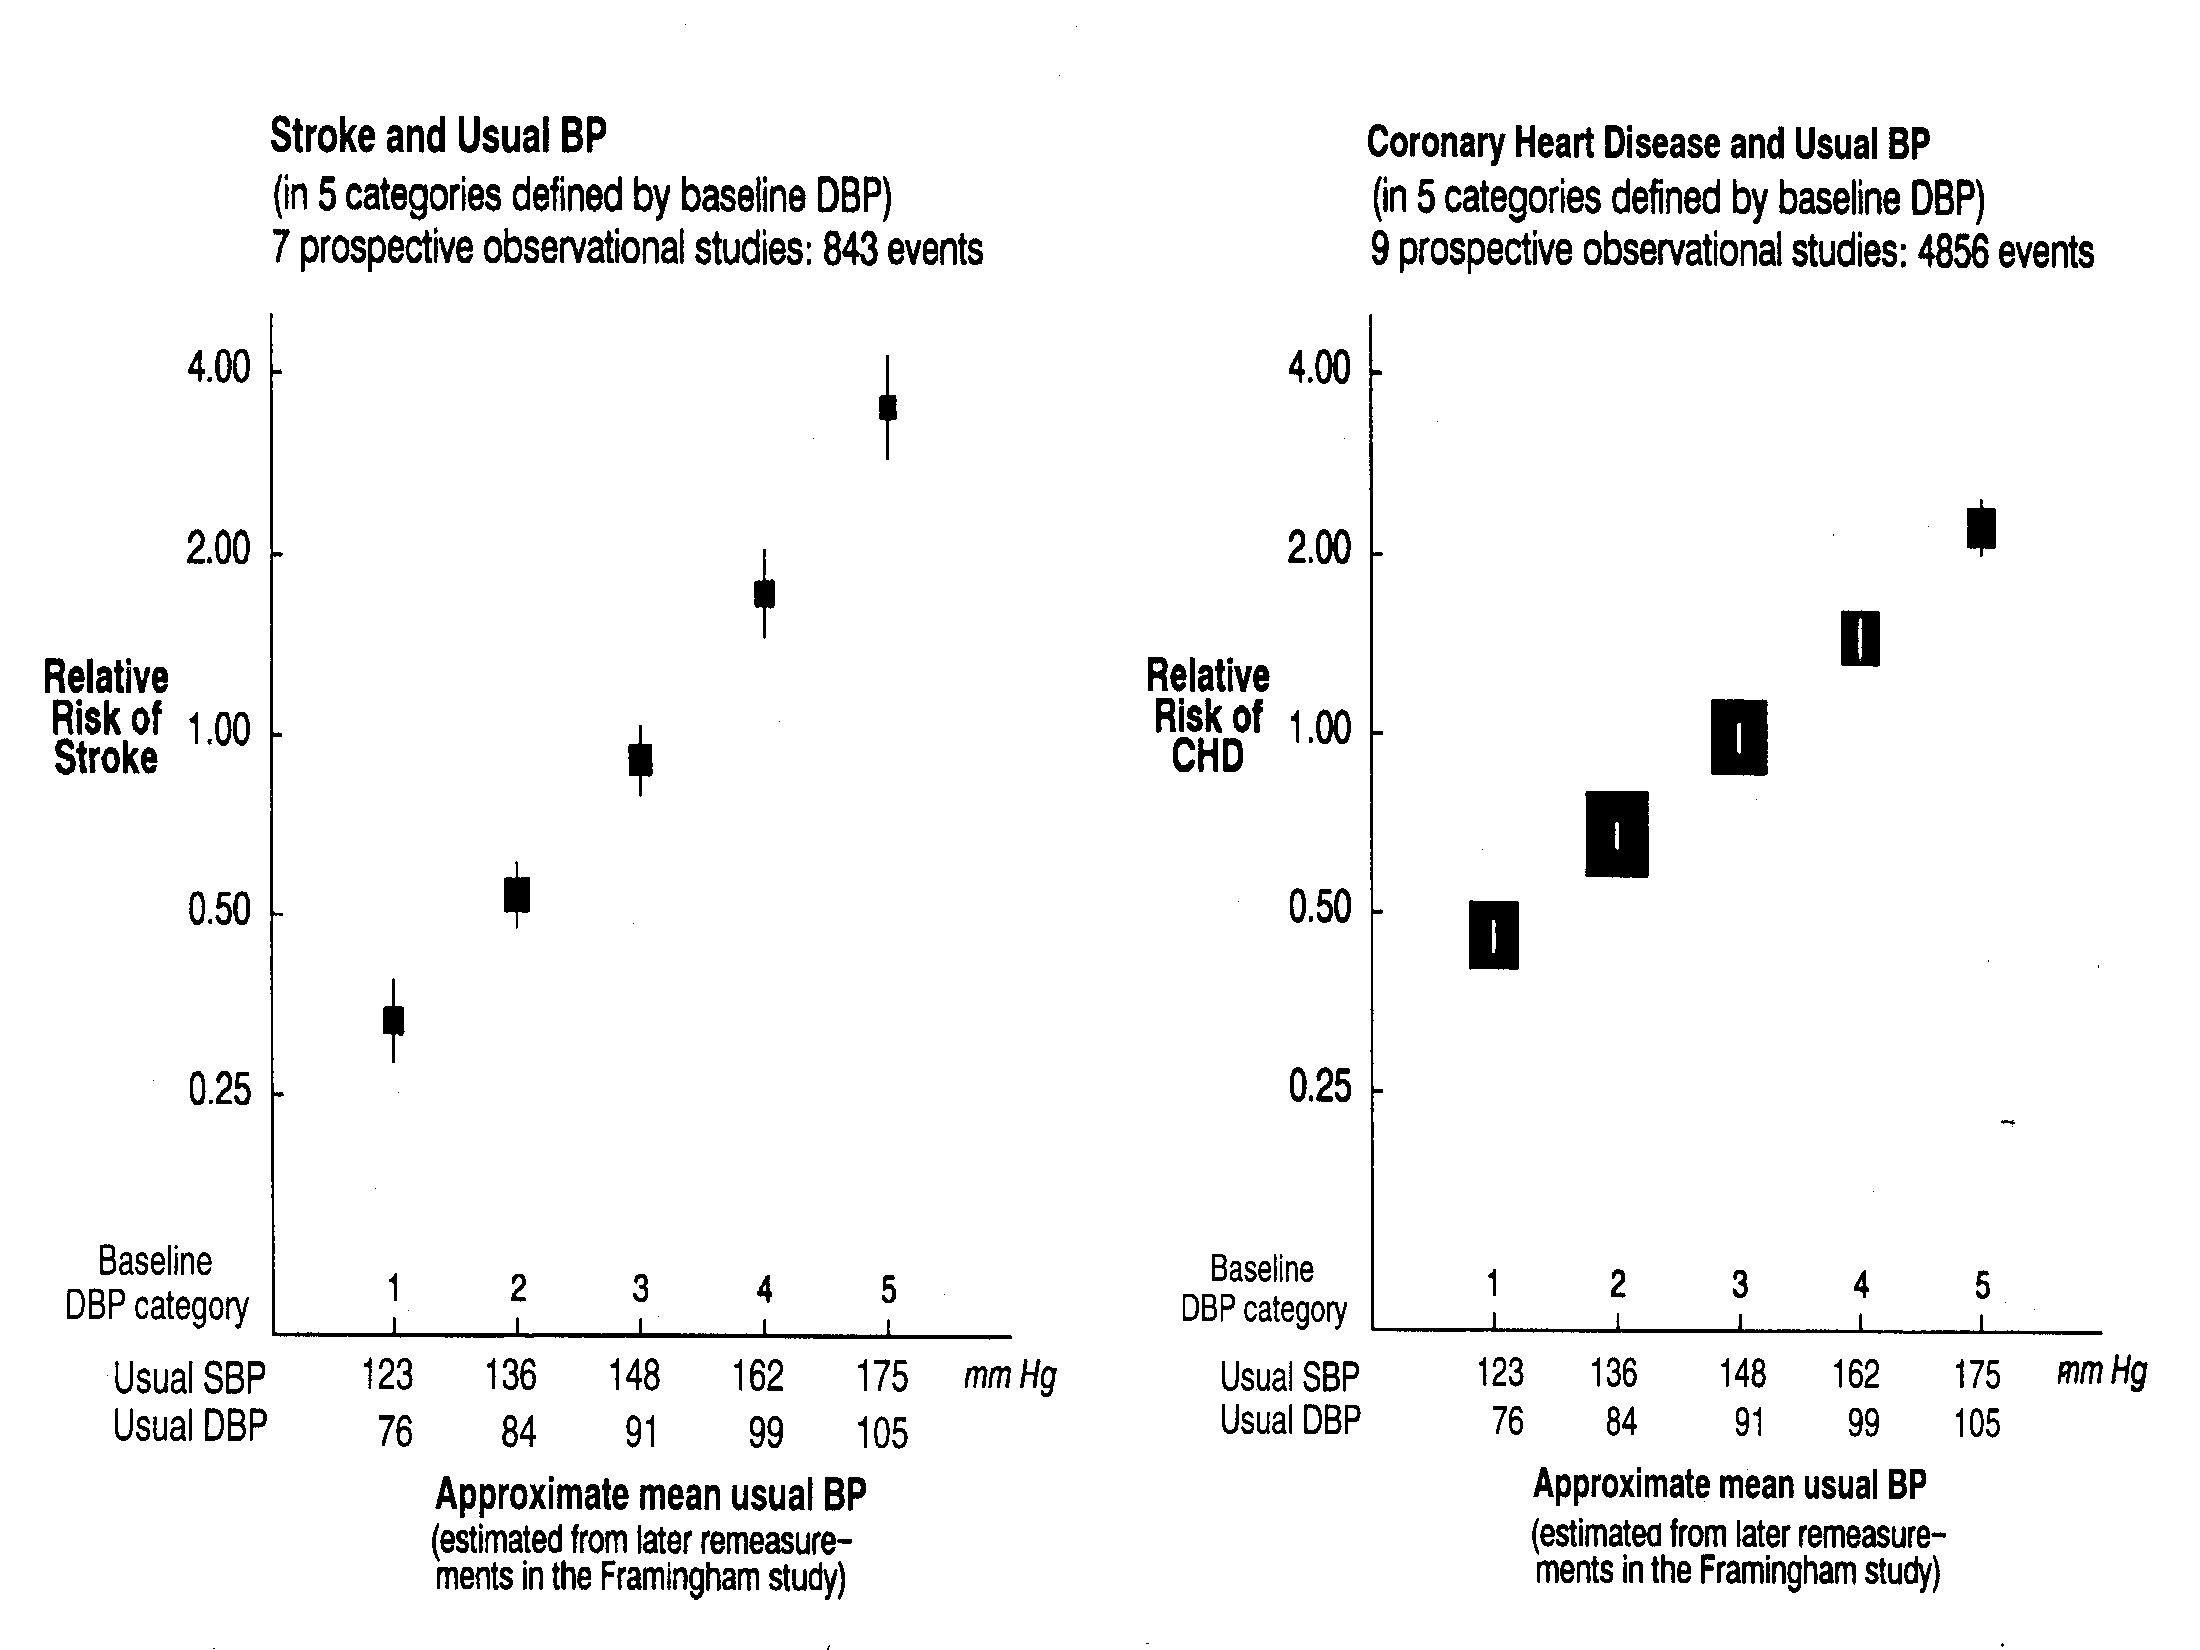 Stroke and Usual BP
(in 5 categories defined by baseline DBP)
7 prospective observational studies: 843 events
4.00
2.00
1.00
0.50
0.25
Relative
Risk of
Stroke
Baseline
DBP category
1 2 3 4 5
Usual SBP 123 136 148 162 175 mm Hg
Usual DBP 76 84 91 99 105
Approximate mean usual BP
(estimated from later remeasure-
ments in the Framingham study)
Coronary Heart Disease and Usual BP
(in 5 categories defined by baseline DBP)
9 prospective observational studies: 4856 events
4.00
2.00
1.00
0.50
0.25
Relative
Risk of
CHD
Baseline
DBP category
1 2 3 4 5
Usual SBP 123 136 148 162 175 mm Hg
Usual DBP 76 84 91 99 105
Approximate mean usual BP
(estimated from later remeasure-
ments in the Framingham study)